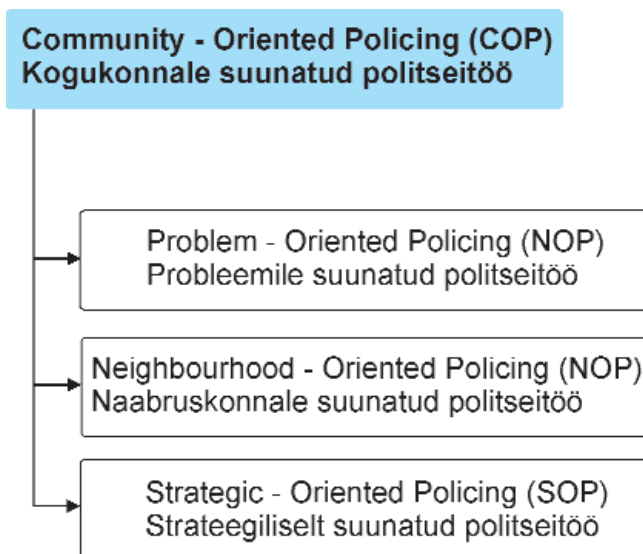 Community - Oriented Policing (COP)
Kogukonnale suunatud politseitöö
Problem - Oriented Policing (NOP)
Probleemile suunatud politseitöö
Neighbourhood - Oriented Policing (NOP)
Naabruskonnale suunatud politseitöö
Strategic - Oriented Policing (SOP)
Strateegiliselt suunatud politseitöö